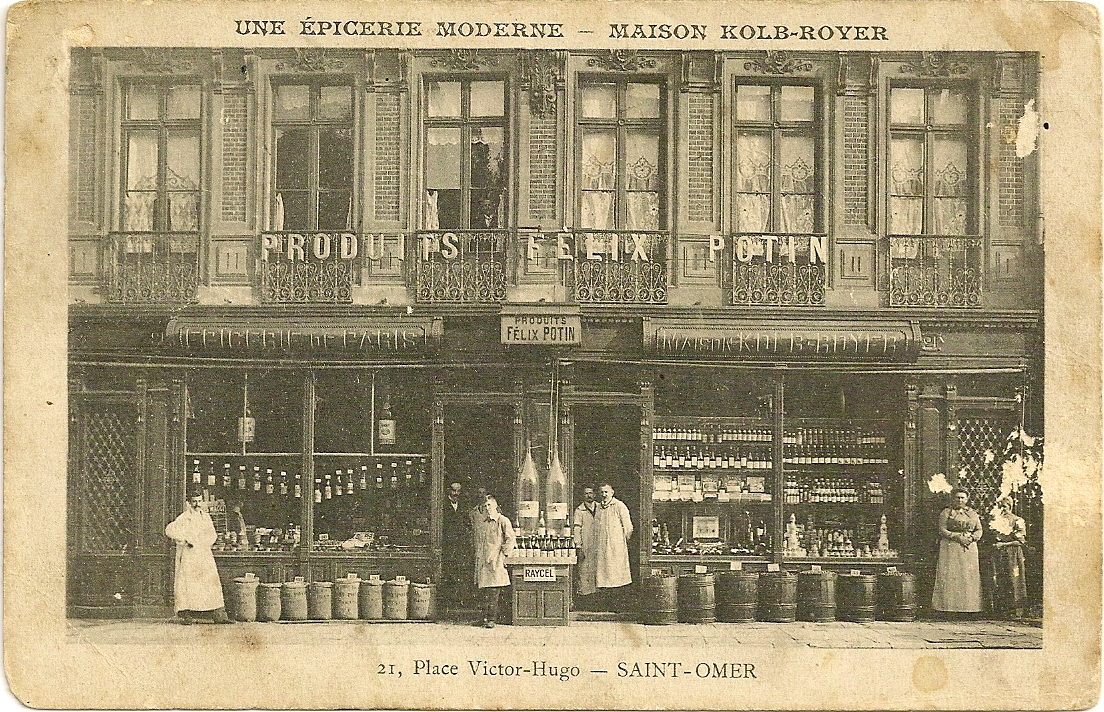 UNE ÉPICERIE MODERNE — MAISON KOLB-ROYER
PRODUITS FÉLIX POTIN
EPICERIE DE PARIS
PRODUITS
FÉLIX POTIN
MAISON KOLB-ROYER
RAYCEL
21, Place Victor-Hugo — SAINT-OMER